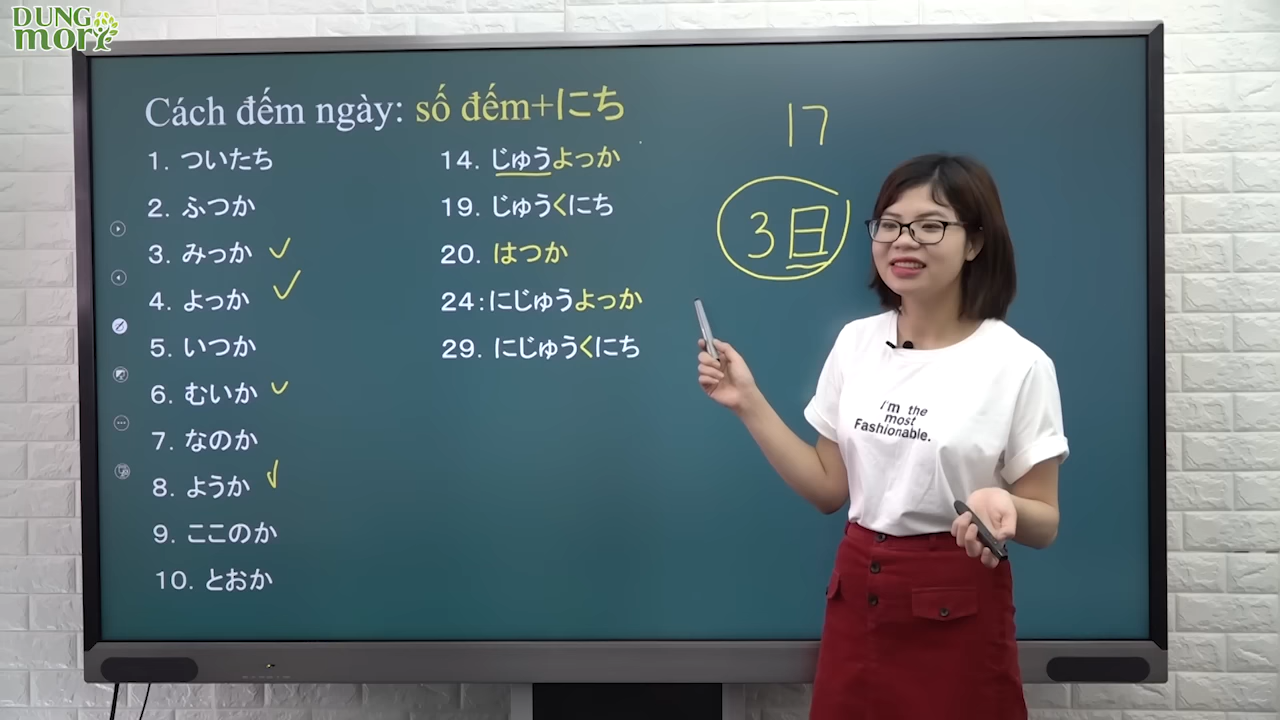 DUNG
mori
Cách đếm ngày: số đếm+にち
1. ついたち
2. ふつか
3. みっか
4. よっか
5. いつか
6. むいか
7. なのか
8. ようか
9. ここのか
10. とおか
14. じゅうよっか
19. じゅうくにち
20. はつか
24:にじゅうよっか
29. にじゅうくにち
17
3日
I'm the
most
Fashionable.